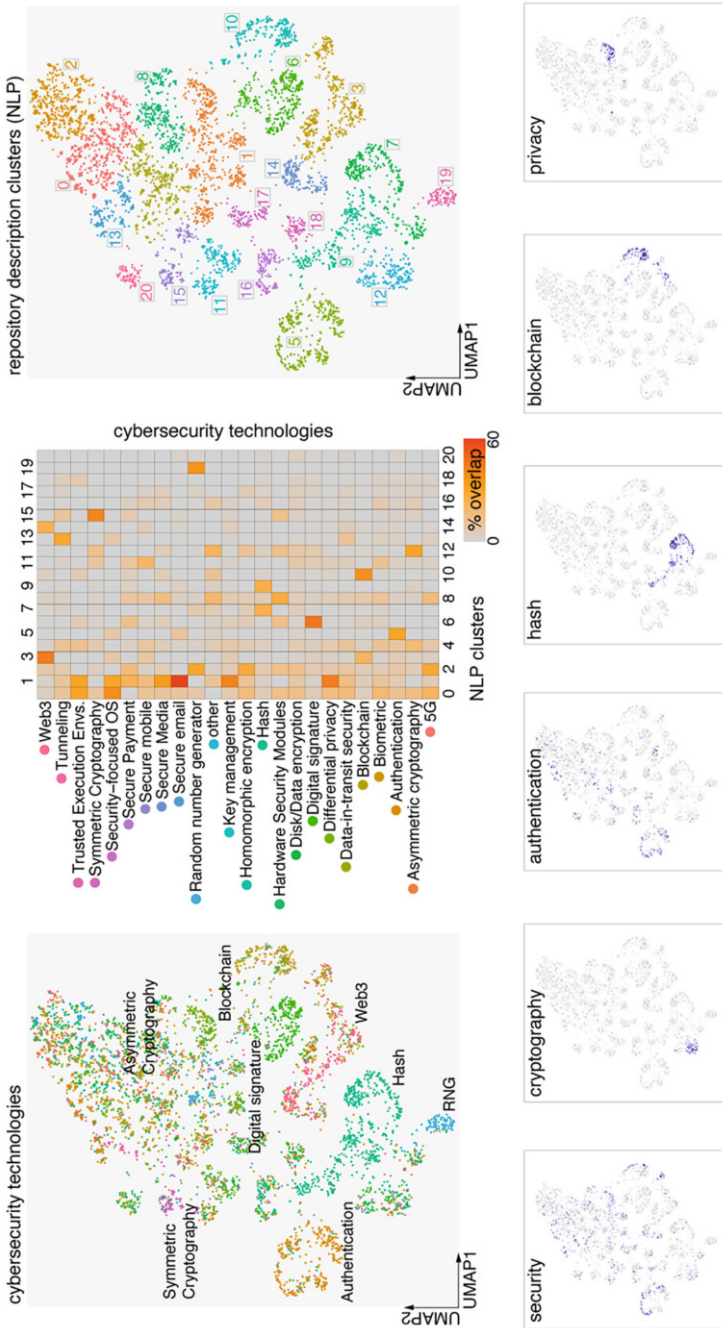 cybersecurity technologies
Asymmetric
Cryptography
Symmetric
Cryptography
Blockchain
Digital signature
Web3
Hash
Authentication
RNG
UMAP2
UMAP1
1 3 5 7 9 11 13 15 17 19
Web3
Tunneling
Trusted Execution Envs.
Symmetric Cryptography
Security-focused OS
Secure Payment
Secure mobile
Secure Media
Secure email
Random number generator
other
Key management
Homomorphic encryption
Hash
Hardware Security Modules
Disk/Data encryption
Digital signature
Differential privacy
Data-in-transit security
Blockchain
Biometric
Authentication
Asymmetric cryptography
5G
0 2 4 6 8 10 12 14 16 18 20
NLP clusters
cybersecurity technologies
% overlap
0 60
repository description clusters (NLP)
2
0
8
10
13
4
6
20
15
1
3
11
14
17
7
16
18
9
5
12
19
UMAP2
UMAP1
security
cryptography
authentication
hash
blockchain
privacy